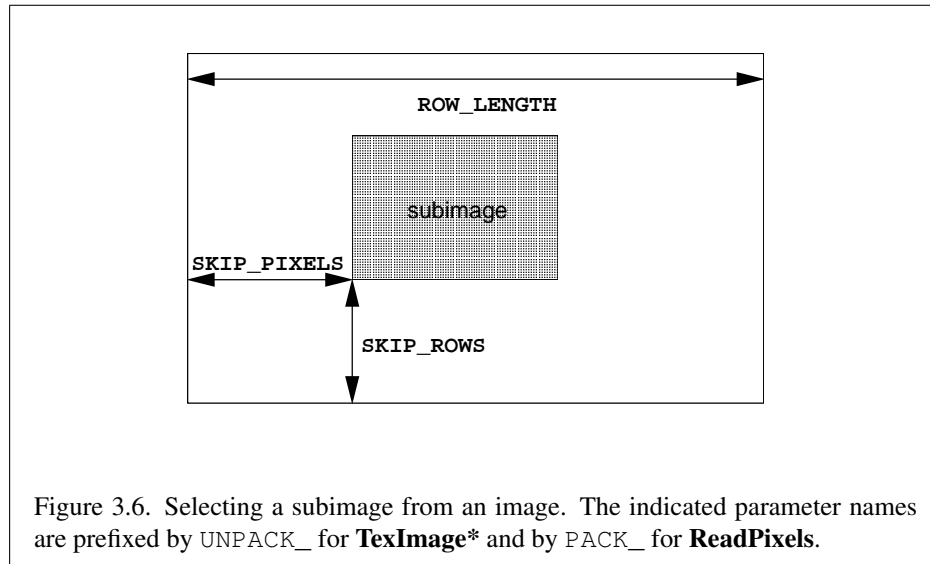 ROW_LENGTH
subimage
SKIP_PIXELS
SKIP_ROWS
Figure 3.6. Selecting a subimage from an image. The indicated parameter names
are prefixed by UNPACK_ for TexImage* and by PACK_ for ReadPixels.